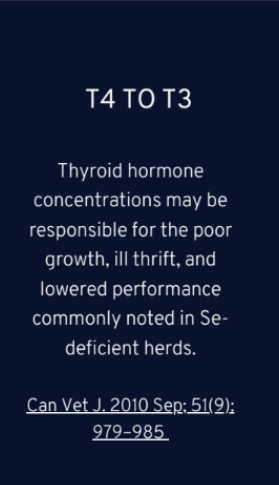 T4 TO T3
Thyroid hormone
concentrations may be
responsible for the poor
growth, ill thrift, and
lowered performance
commonly noted in Se-
deficient herds.
Can Vet J. 2010 Sep; 51(9):
979–985